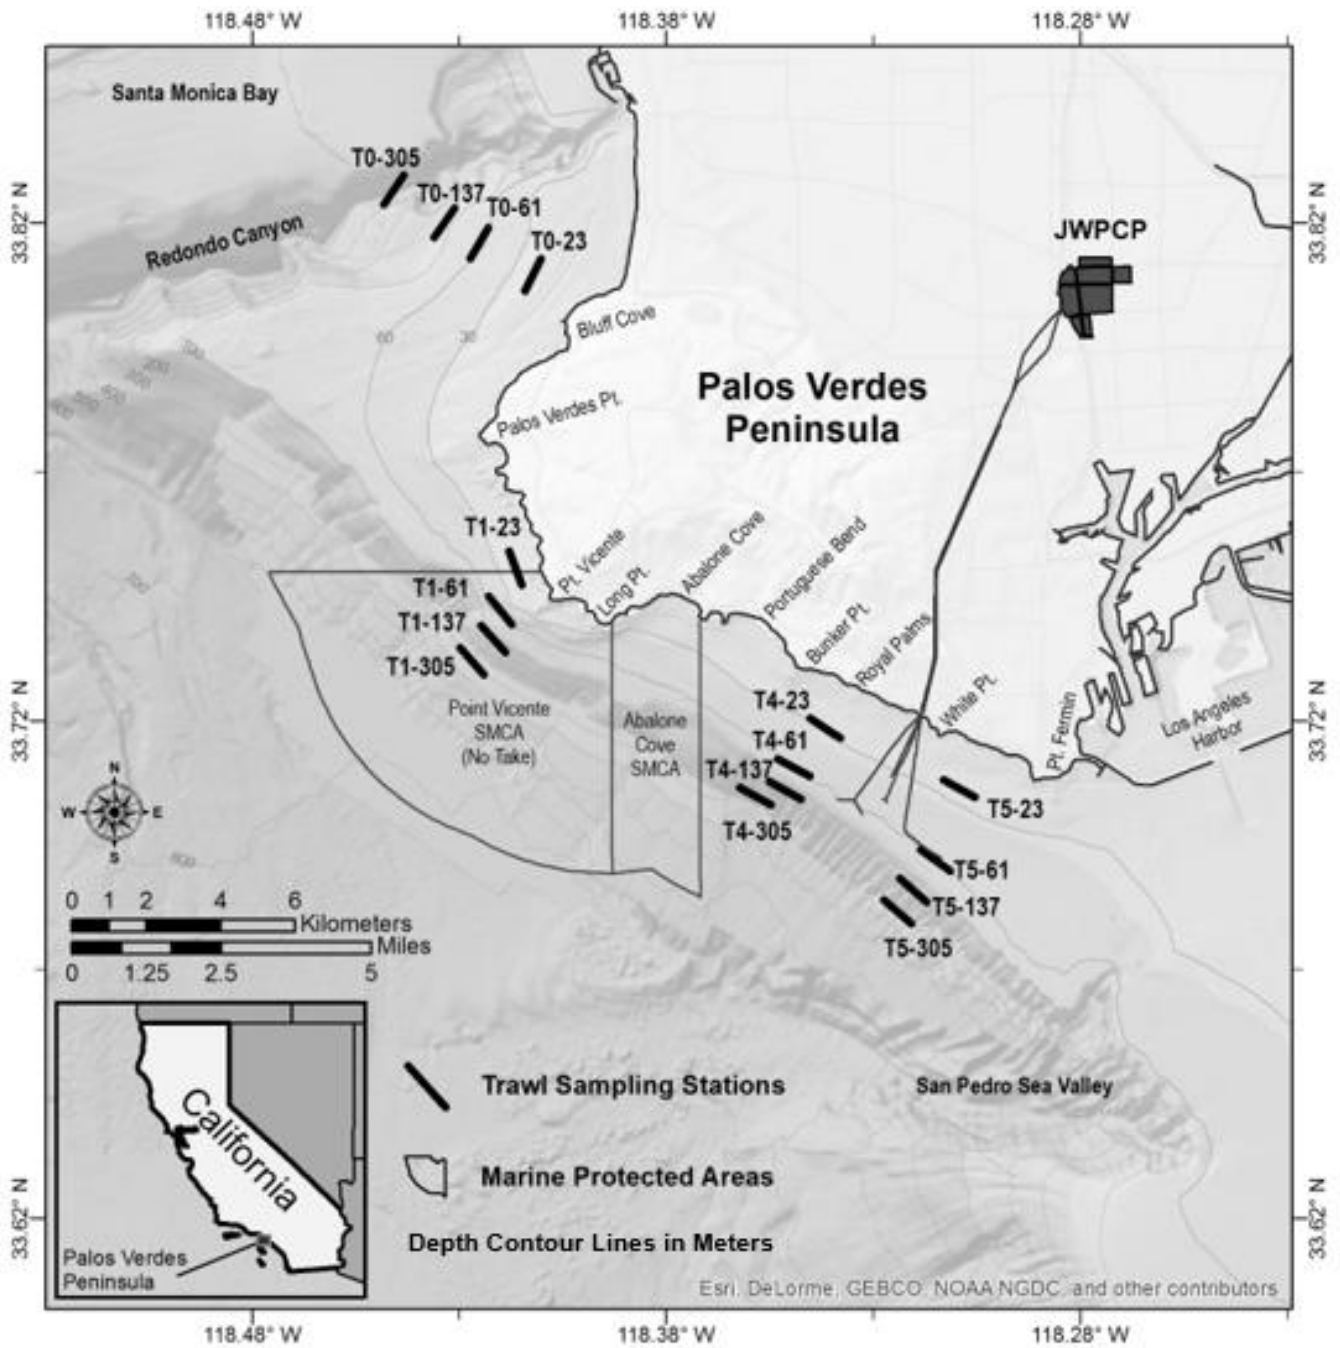 118.48° W
118.38° W
118.28° W
Santa Monica Bay
T0-305
T0-137
T0-61
T0-23
33.82° N
33.82° N
Redondo Canyon
JWPCP
Bluff Cove
60
30
Palos Verdes
Peninsula
Palos Verdes Pt.
T1-23
T1-61
T1-137
T1-305
Pt. Vicente
Long Pt.
Abalone Cove
Portuguese Bend
Bunker Pt.
Royal Palms
White Pt.
Pt. Fermin
Los Angeles
Harbor
33.72° N
33.72° N
Point Vicente
SMCA
(No Take)
Abalone
Cove
SMCA
T4-23
T4-61
T4-137
T4-305
T5-23
T5-61
T5-137
T5-305
N
W
E
S
0 1 2 4 6
Kilometers
Miles
0 1.25 2.5 5
California
Palos Verdes
Peninsula
Trawl Sampling Stations
Marine Protected Areas
Depth Contour Lines in Meters
San Pedro Sea Valley
33.62° N
33.62° N
Esri, DeLorme, GEBCO, NOAA NGDC, and other contributors
118.48° W
118.38° W
118.28° W